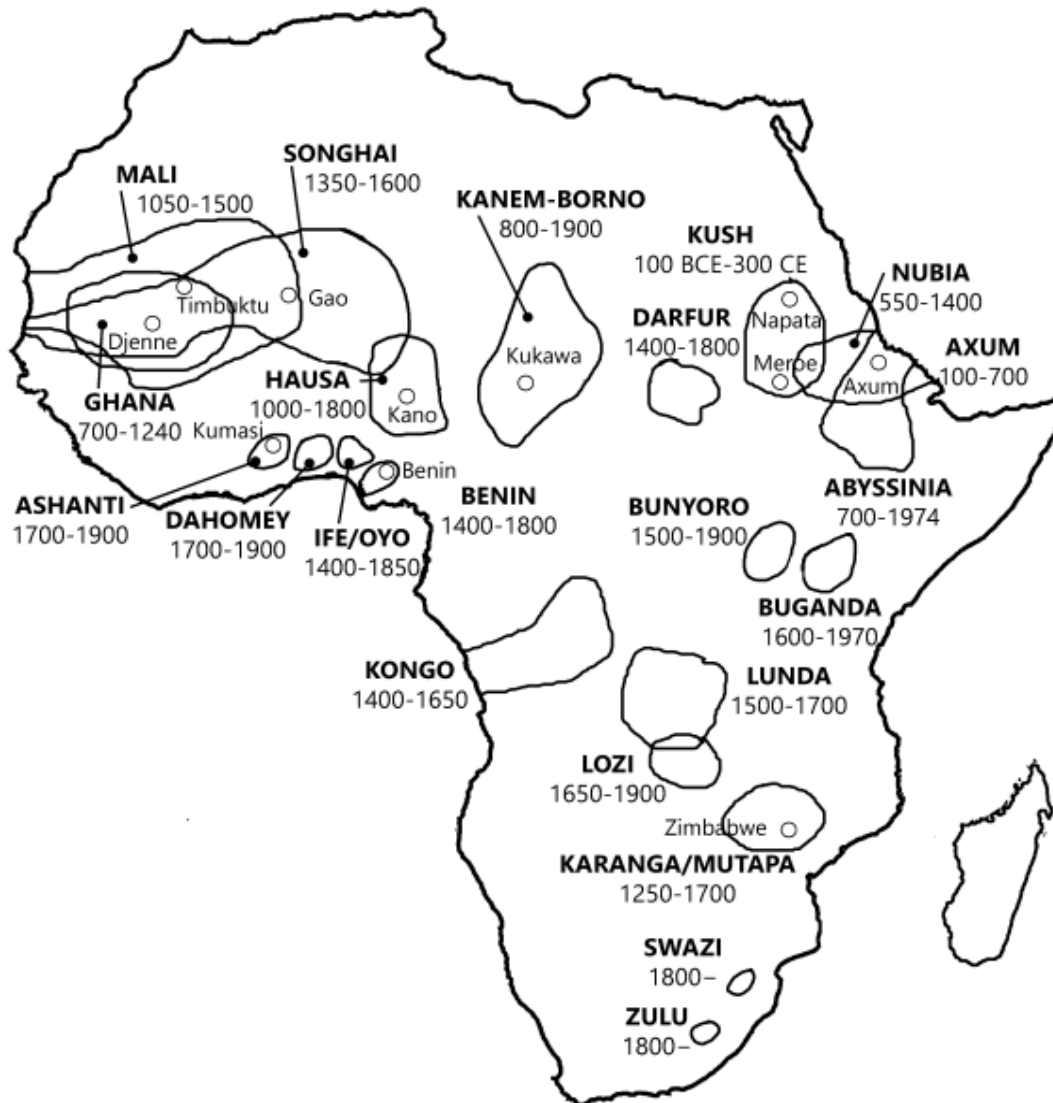 SONGHAI
1350-1600
MALI
1050-1500
KANEM-BORNO
800-1900
KUSH
100 BCE-300 CE
NUBIA
550-1400
Timbuktu
Gao
Napata
DARFUR
1400-1800
Djenne
Kukawa
Meroe
Axum
AXUM
100-700
HAUSA
1000-1800
Kano
GHANA
700-1240
Kumasi
Benin
ASHANTI
1700-1900
DAHOMEY
1700-1900
IFE/OYO
1400-1850
BENIN
1400-1800
BUNYORO
1500-1900
ABYSSINIA
700-1974
BUGANDA
1600-1970
KONGO
1400-1650
LUNDA
1500-1700
LOZI
1650-1900
Zimbabwe
KARANGA/MUTAPA
1250-1700
SWAZI
1800–
ZULU
1800–